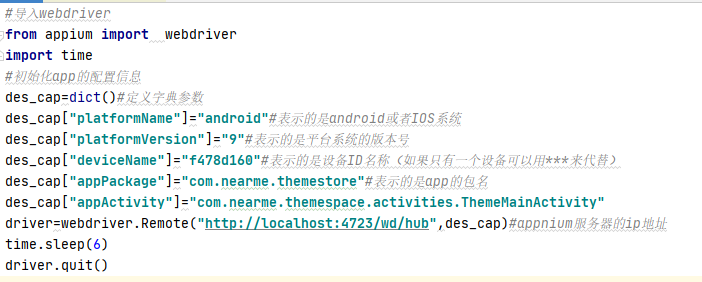 #导入webdriver
from appium import  webdriver
import time
#初始化app的配置信息
des_cap=dict()#定义字典参数
des_cap["platformName"]="android"#表示的是android或者IOS系统
des_cap["platformVersion"]="9"#表示的是平台系统的版本号
des_cap["deviceName"]="f478d160"#表示的是设备ID名称（如果只有一个设备可以用***来代替）
des_cap["appPackage"]="com.nearme.themestore"#表示的是app的包名
des_cap["appActivity"]="com.nearme.themespace.activities.ThemeMainActivity"
driver=webdriver.Remote("http://localhost:4723/wd/hub",des_cap)#appnium服务器的ip地址
time.sleep(6)
driver.quit()